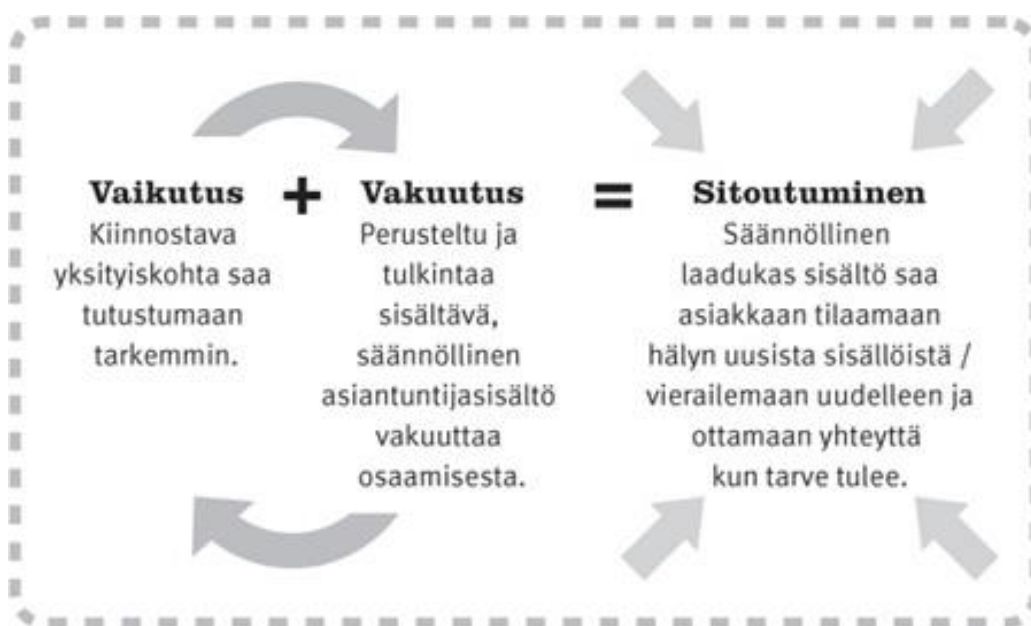 Vaikutus + Vakuutus = Sitoutuminen
Kiinnostava
yksityiskohta saa
tutustumaan
tarkemmin.
Perusteltu ja
tulkintaa
sisältävä,
säännöllinen
asiantuntijasisältö
vakuuttaa
osaamisesta.
Säännöllinen
laadukas sisältö saa
asiakkaan tilaamaan
hälyn uusista sisällöistä /
vierailemaan uudelleen ja
ottamaan yhteyttä
kun tarve tulee.